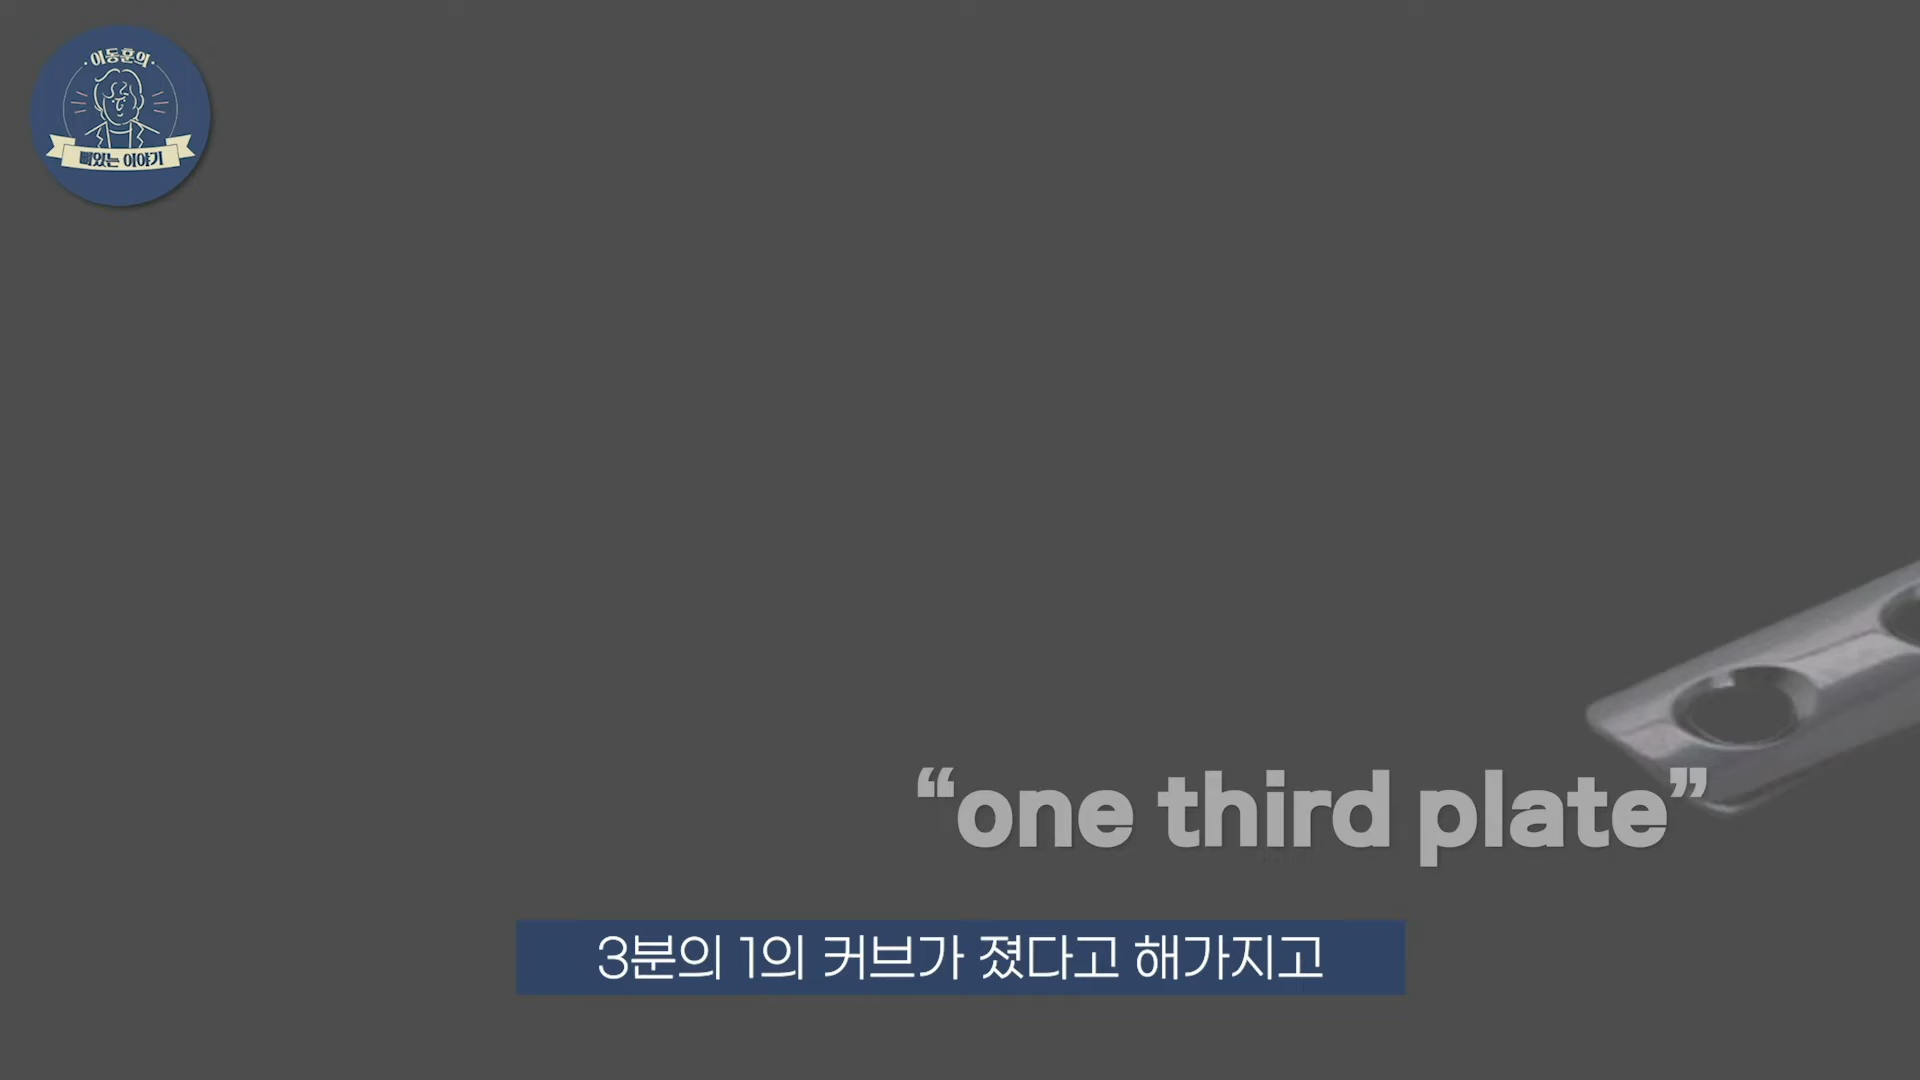 ·이동훈의·
뼈있는 이야기
“one third plate”
3분의 1의 커브가 졌다고 해가지고